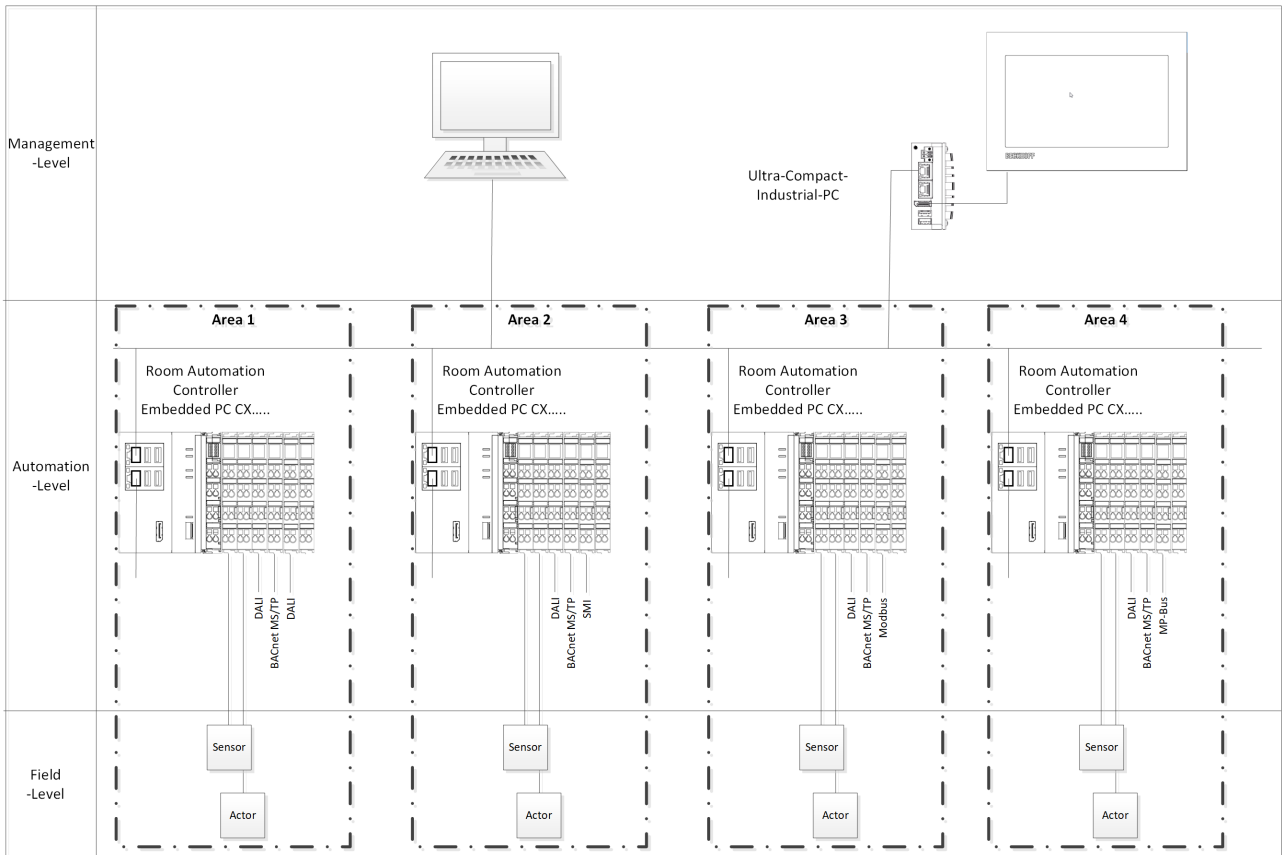 Management
-Level
Ultra-Compact-
Industrial-PC
BECKHOFF
Area 1
Area 2
Area 3
Area 4
Room Automation
Controller
Embedded PC CX.....
Room Automation
Controller
Embedded PC CX.....
Room Automation
Controller
Embedded PC CX.....
Room Automation
Controller
Embedded PC CX.....
Automation
-Level
DALI
BACnet MS/TP
DALI
DALI
BACnet MS/TP
SMI
DALI
BACnet MS/TP
Modbus
DALI
BACnet MS/TP
MP-Bus
Field
-Level
Sensor
Sensor
Sensor
Sensor
Actor
Actor
Actor
Actor